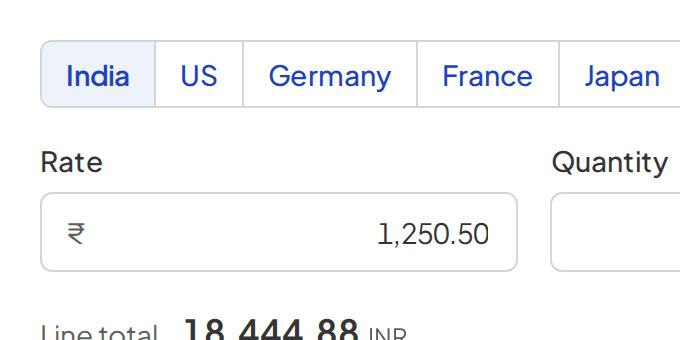 India US Germany France Japan
Rate Quantity
₹ 1,250.50
Line total 18,444.88 INR